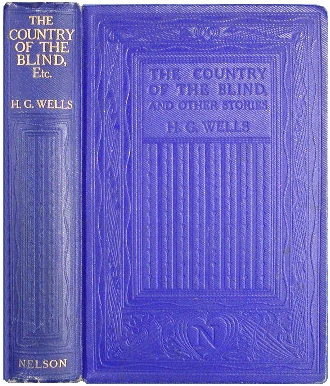 THE
COUNTRY
OF THE
BLIND,
Etc.
H. G. WELLS
NELSON
THE COUNTRY
OF THE BLIND,
AND OTHER STORIES
H. G. WELLS
N